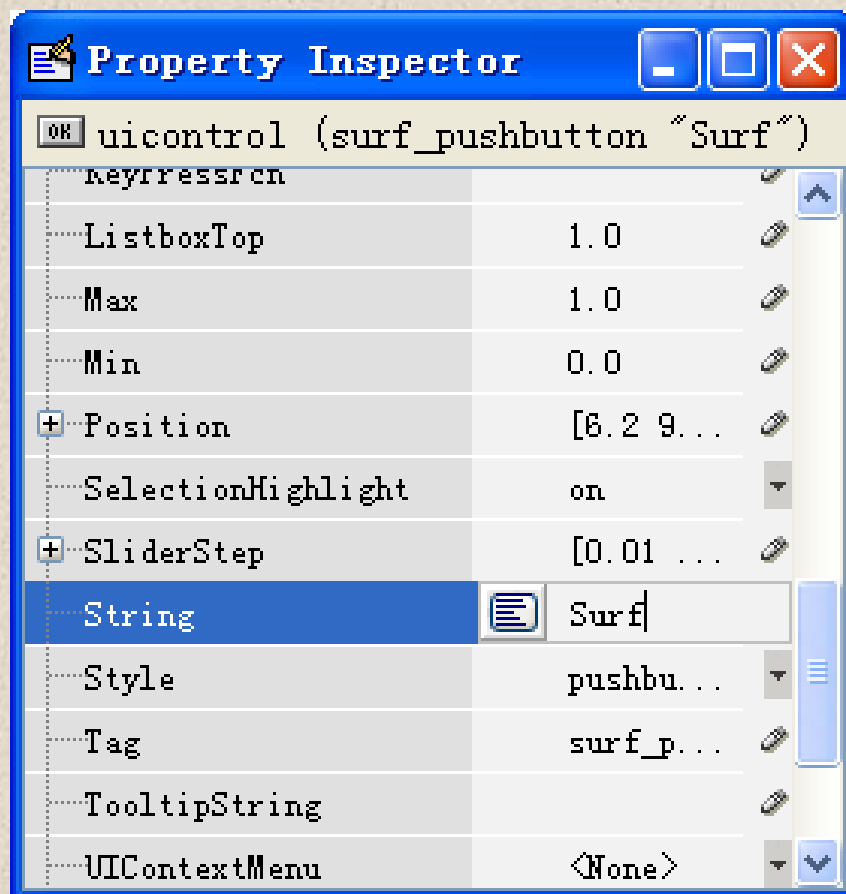 Property Inspector
OK uicontrol (surf_pushbutton "Surf")
KeyPressFcn
ListboxTop 1.0
Max 1.0
Min 0.0
Position [6.2 9...
SelectionHighlight on
SliderStep [0.01 ...
String Surf
Style pushbu...
Tag surf_p...
TooltipString
UIContextMenu <None>